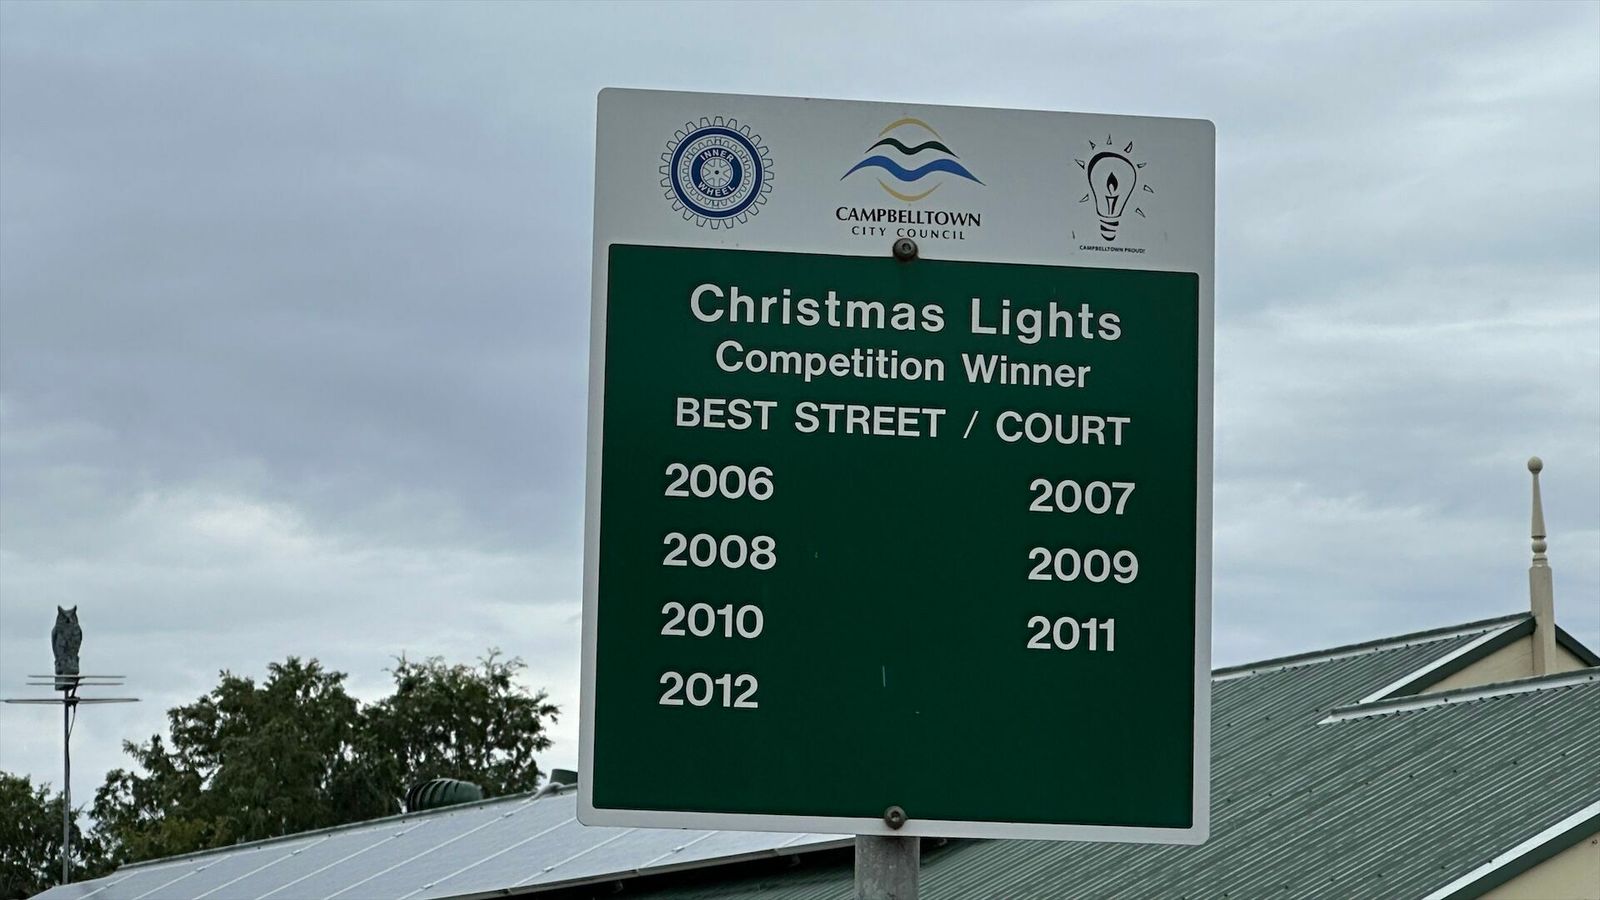 INNER
WHEEL
CAMPBELLTOWN
CITY COUNCIL
CAMPBELLTOWN PROUD!
Christmas Lights
Competition Winner
BEST STREET / COURT
2006 2007
2008 2009
2010 2011
2012